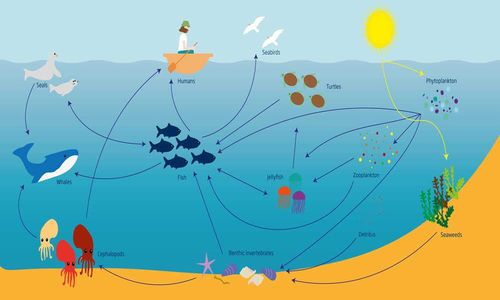 Seabirds
Humans
Seals
Phytoplankton
Turtles
Fish
Jellyfish
Zooplankton
Whales
Detritus
Seaweeds
Cephalopods
Benthic Invertebrates